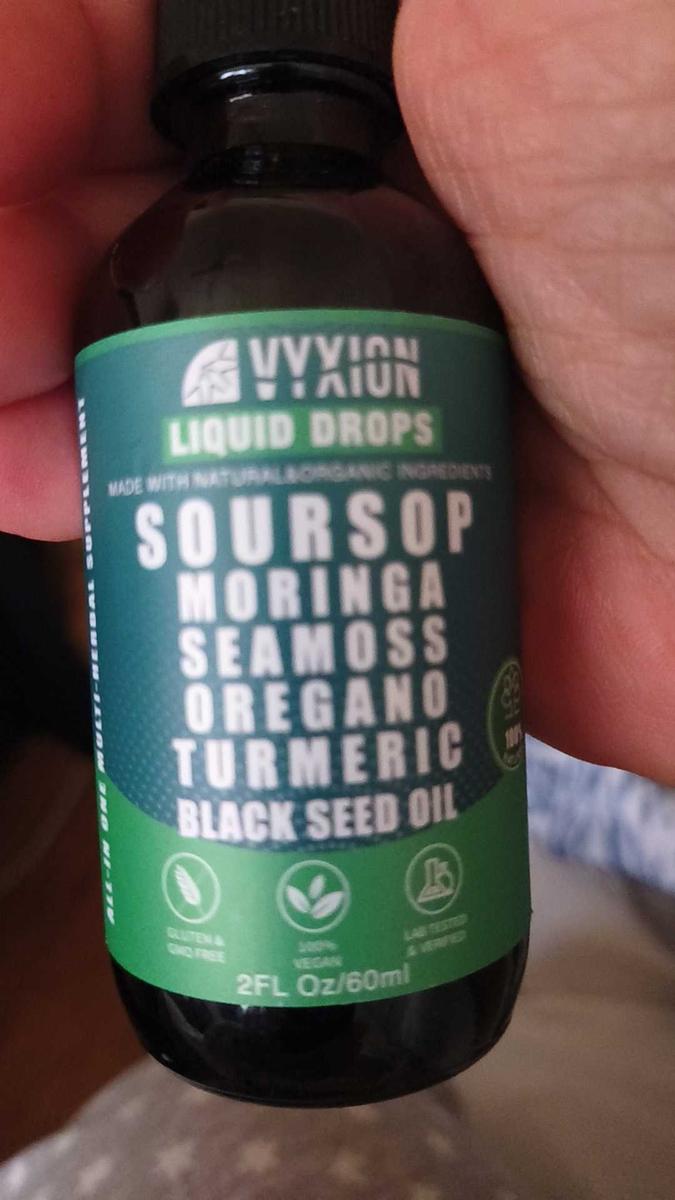 VYXION
LIQUID DROPS
MADE WITH NATURAL&ORGANIC INGREDIENTS
SOURSOP
MORINGA
SEAMOSS
OREGANO
TURMERIC
BLACK SEED OIL
GLUTEN &
GMO FREE
100%
VEGAN
LAB TESTED
& VERIFIED
2FL Oz/60ml
ALL-IN ONE MULTI-HERBAL SUPPLEMENT
100%